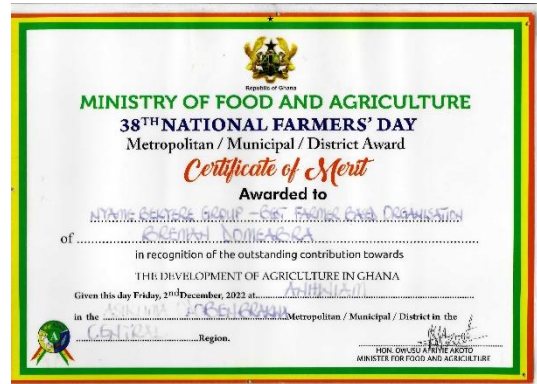 Republic of Ghana
MINISTRY OF FOOD AND AGRICULTURE
38TH NATIONAL FARMERS' DAY
Metropolitan / Municipal / District Award
Certificate of Merit
Awarded to
GROUP - FARMER BASED ORGANISATION
of BREMAN
in recognition of the outstanding contribution towards
THE DEVELOPMENT OF AGRICULTURE IN GHANA
Given this day Friday, 2nd December, 2022 at
in the Metropolitan / Municipal / District in the
CENTRAL Region.
HON. OWUSU AFRIYIE AKOTO
MINISTER FOR FOOD AND AGRICULTURE